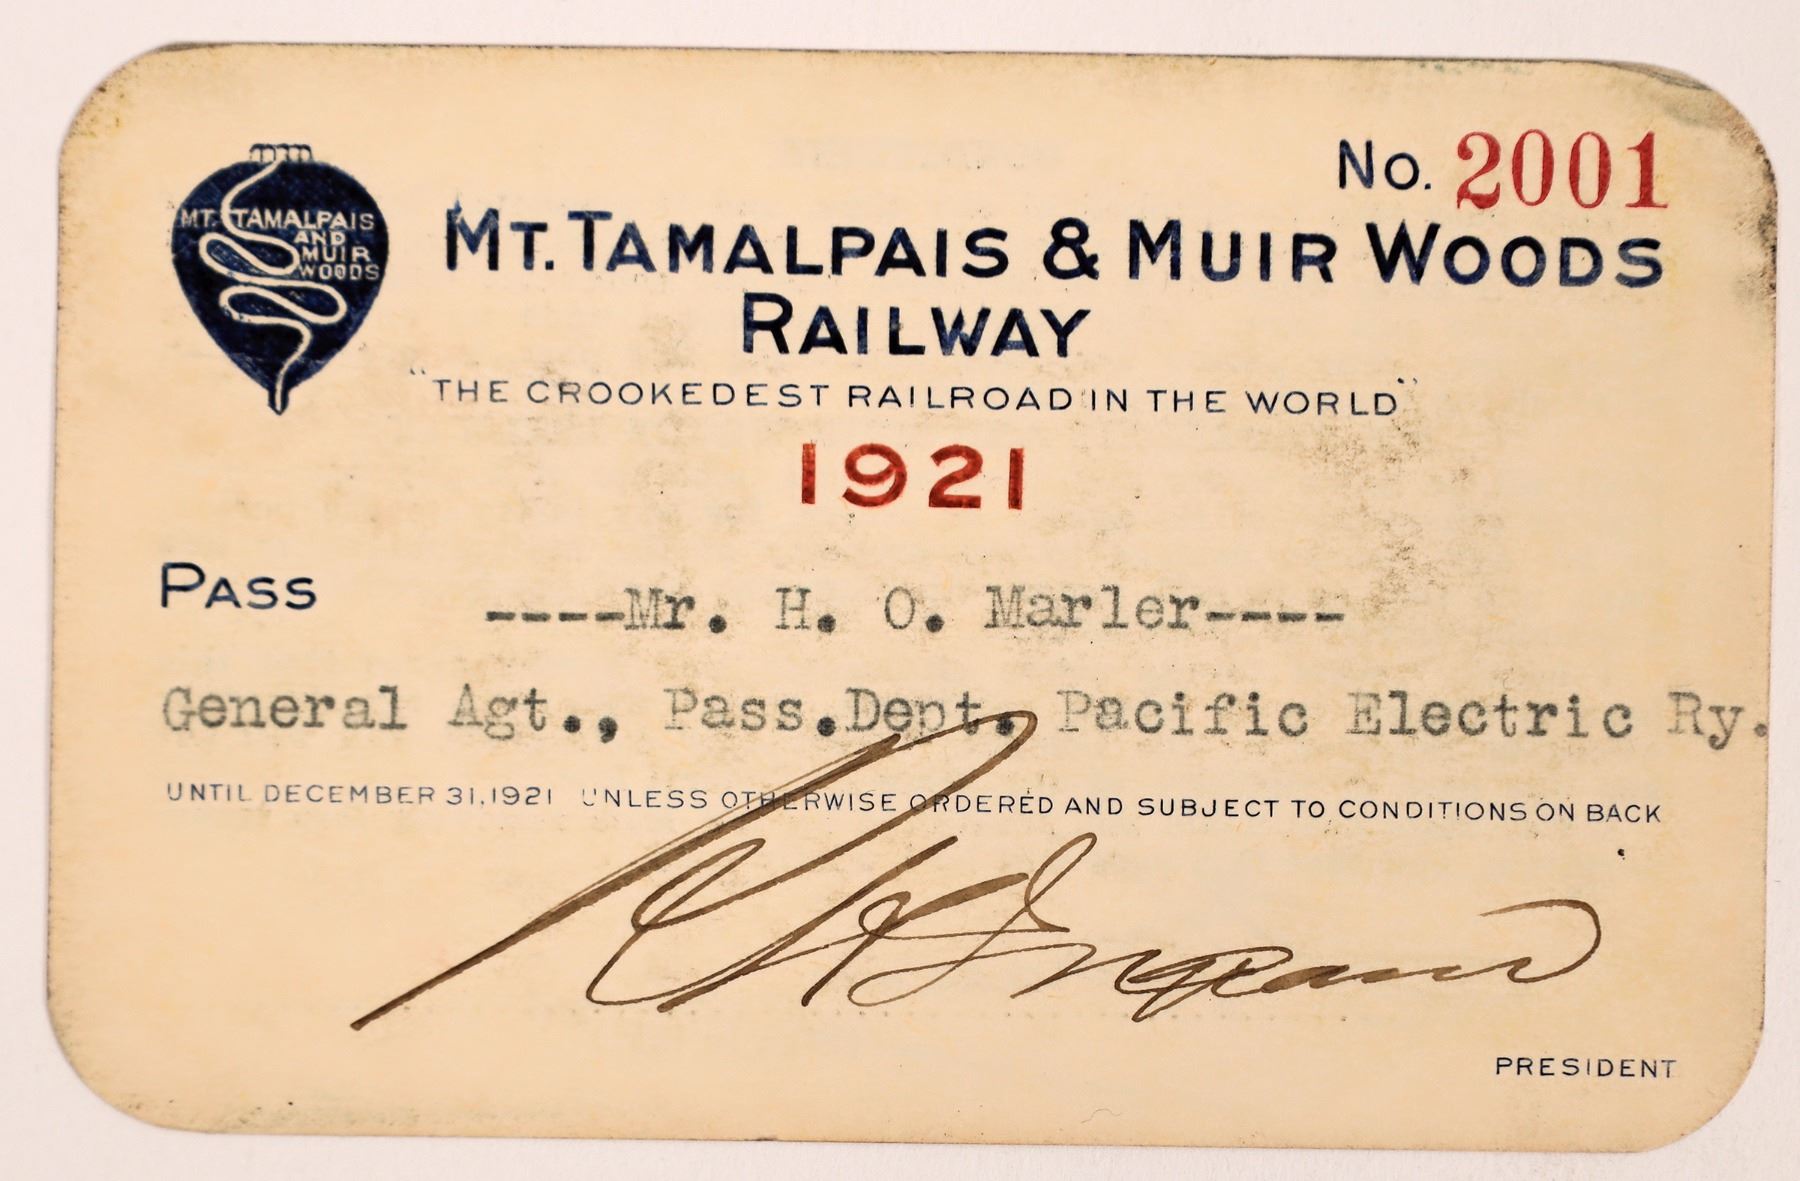 No. 2001
MT. TAMALPAIS
AND
MUIR
WOODS
MT. TAMALPAIS & MUIR WOODS
RAILWAY
"THE CROOKEDEST RAILROAD IN THE WORLD"
1921
PASS ----Mr. H. O. Marler----
General Agt., Pass.Dept. Pacific Electric Ry.
UNTIL DECEMBER 31, 1921 UNLESS OTHERWISE ORDERED AND SUBJECT TO CONDITIONS ON BACK
PRESIDENT